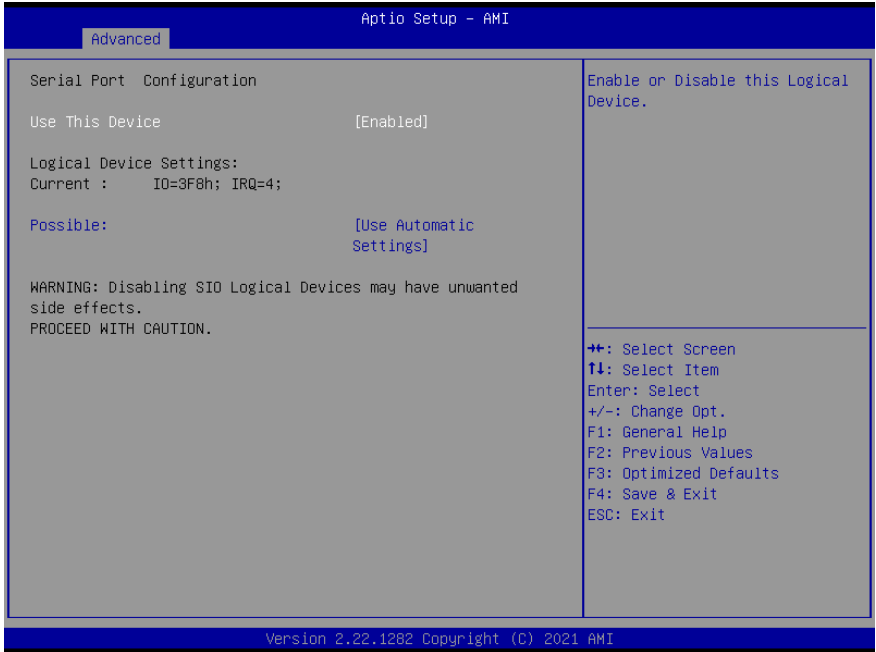 Aptio Setup – AMI
Advanced
Serial Port  Configuration
Use This Device [Enabled]
Logical Device Settings:
Current : IO=3F8h; IRQ=4;
Possible: [Use Automatic
Settings]
WARNING: Disabling SIO Logical Devices may have unwanted
side effects.
PROCEED WITH CAUTION.
Enable or Disable this Logical
Device.
→←: Select Screen
↑↓: Select Item
Enter: Select
+/-: Change Opt.
F1: General Help
F2: Previous Values
F3: Optimized Defaults
F4: Save & Exit
ESC: Exit
Version 2.22.1282 Copyright (C) 2021 AMI